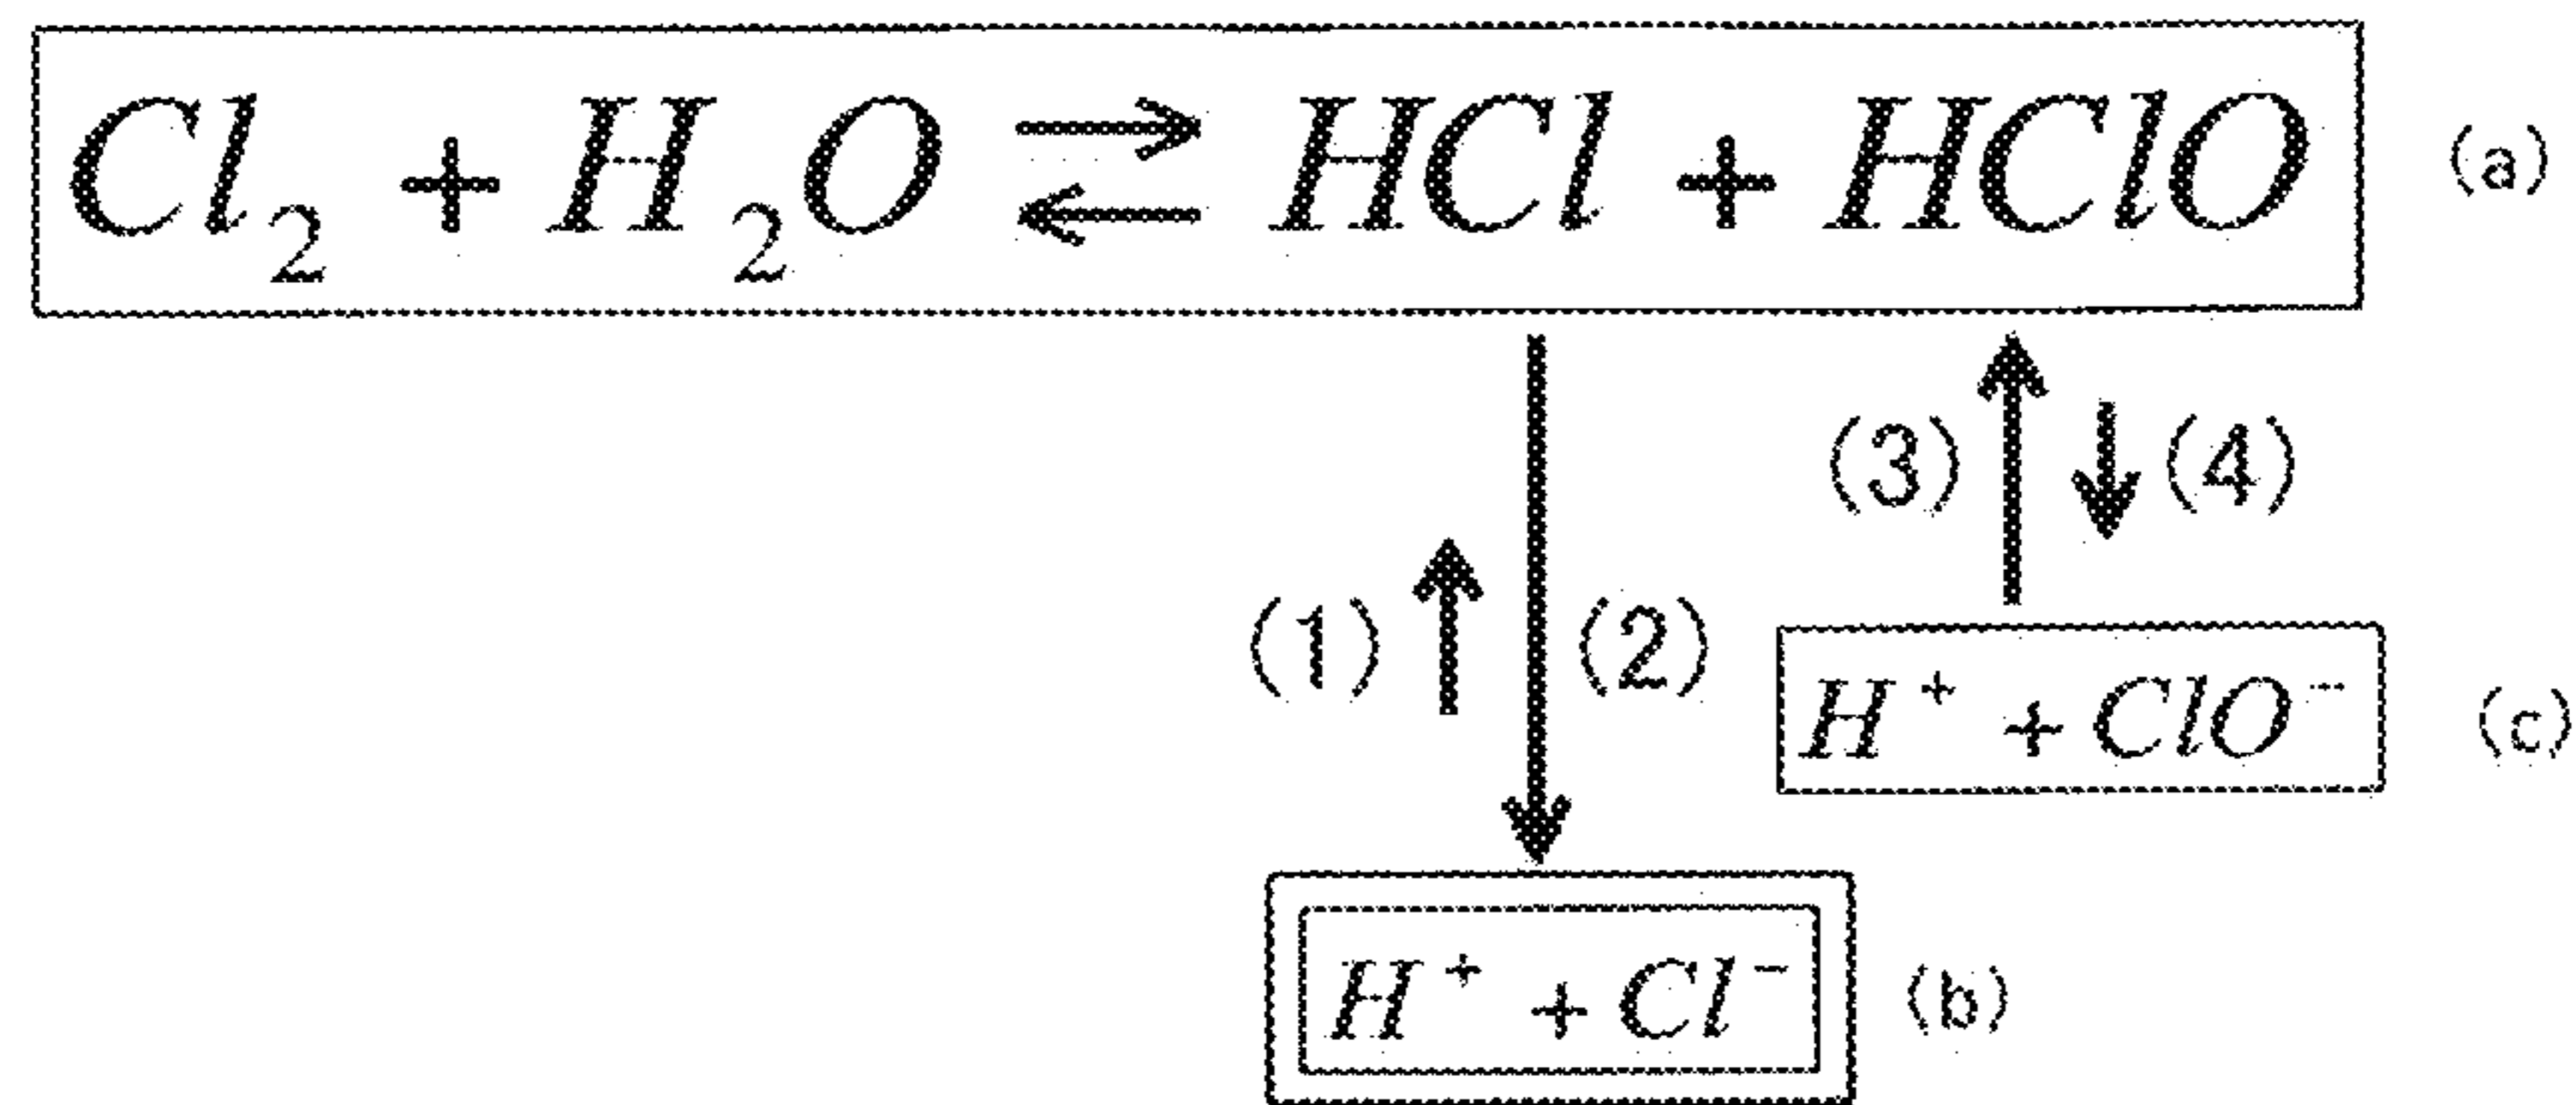 Cl₂ + H₂O ⇄ HCl + HClO (a)
(3) (4)
(1) (2)
H⁺ + ClO⁻ (c)
H⁺ + Cl⁻ (b)